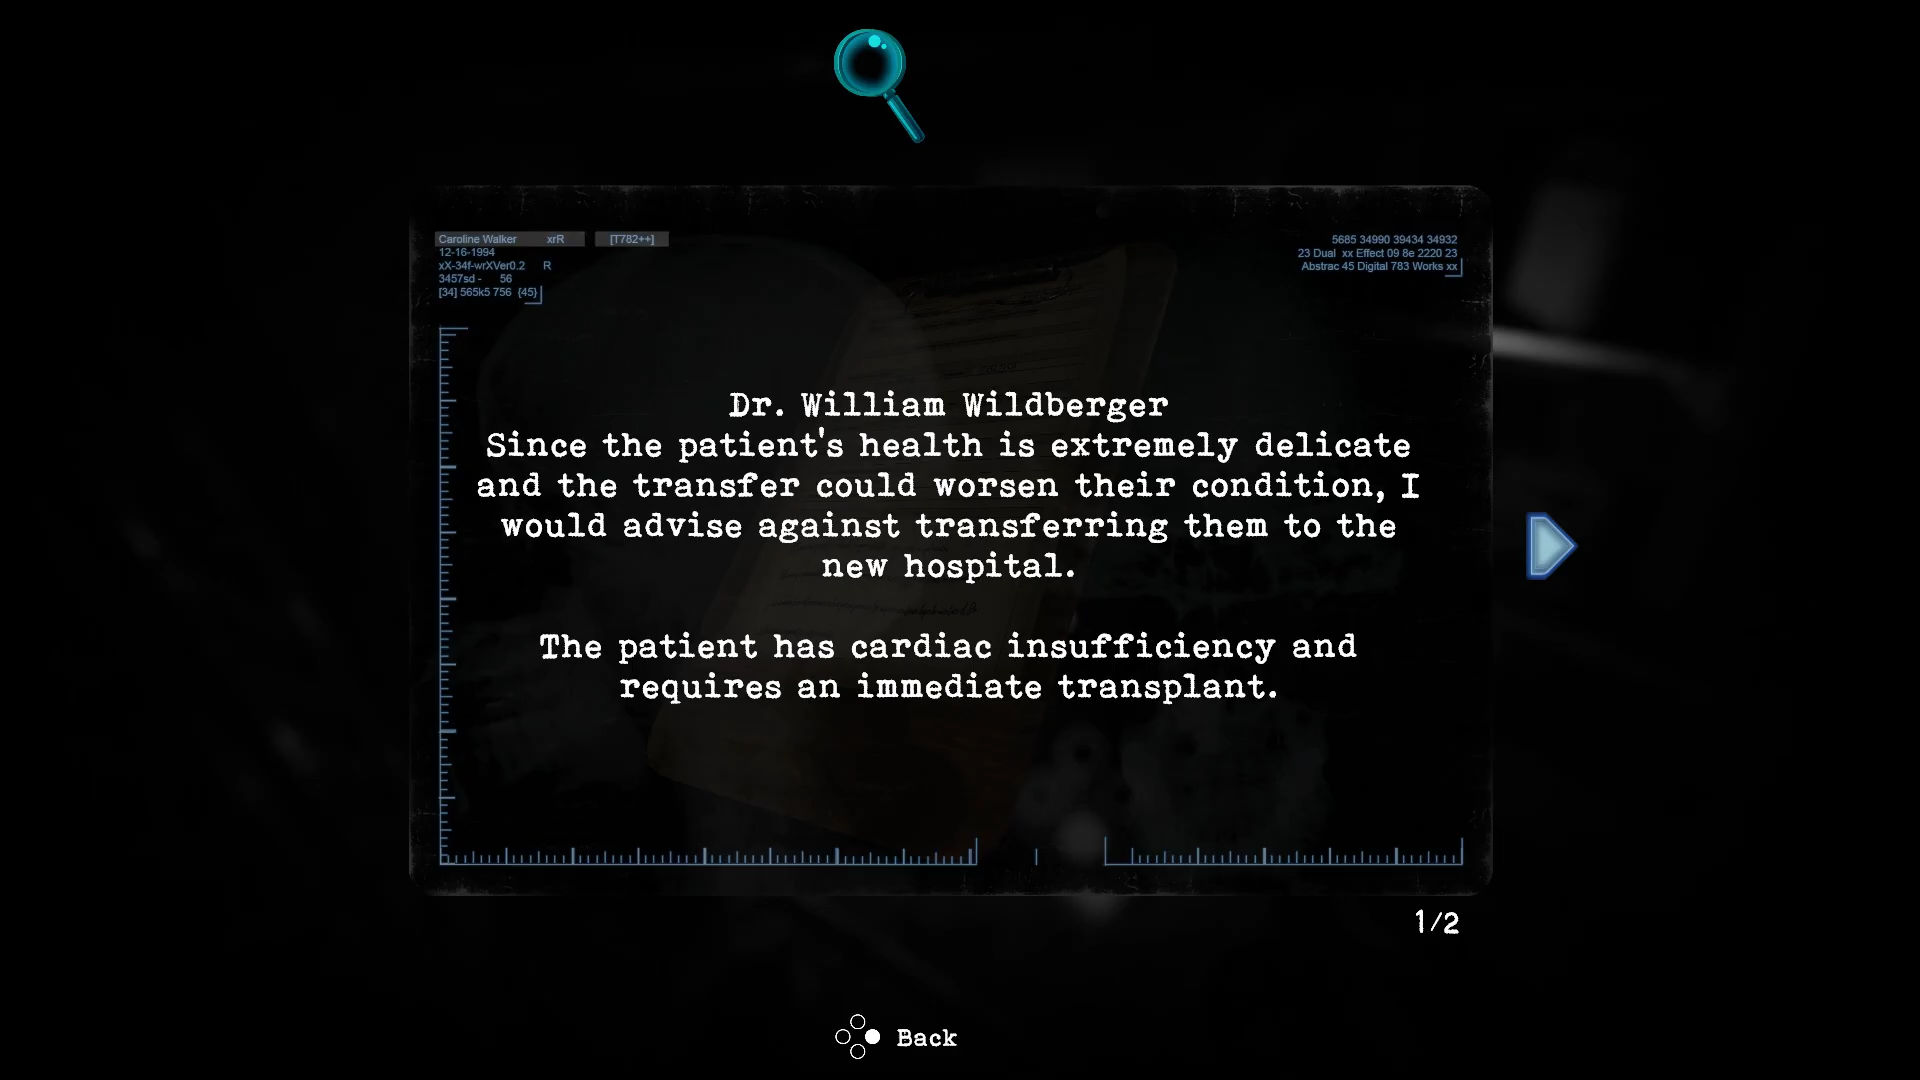 Caroline Walker xrR [T782++]
12-16-1994
xX-34f-wrXVer0.2 R
3457sd - 56
[34] 565k5 756 {45}
5685 34990 39434 34932
23 Dual xx Effect 09 8e 2220 23
Abstrac 45 Digital 783 Works xx
Dr. William Wildberger
Since the patient's health is extremely delicate
and the transfer could worsen their condition, I
would advise against transferring them to the
new hospital.
The patient has cardiac insufficiency and
requires an immediate transplant.
1/2
Back